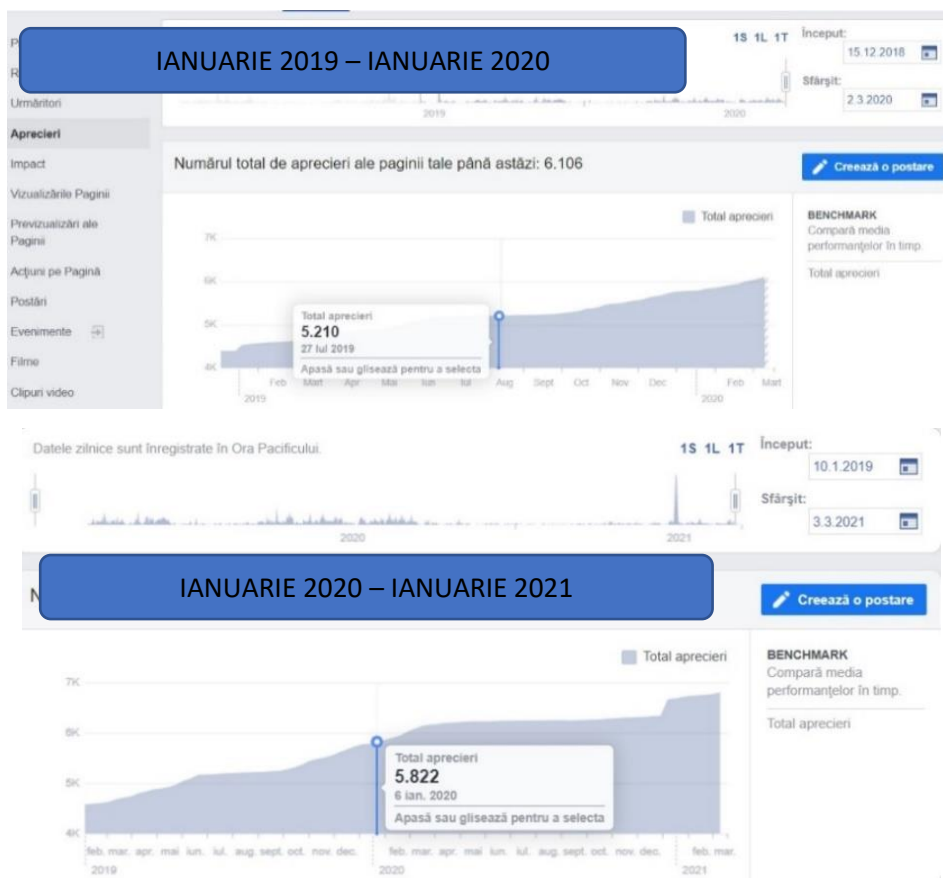 IANUARIE 2019 – IANUARIE 2020
1S 1L 1T
Început:
15.12.2018
Sfârșit:
2.3.2020
2019
2020
Urmăritori
Aprecieri
Impact
Vizualizările Paginii
Previzualizări ale
Paginii
Acțiuni pe Pagină
Postări
Evenimente
Filme
Clipuri video
Numărul total de aprecieri ale paginii tale până astăzi: 6.106
Creează o postare
Total aprecieri
BENCHMARK
Compară media
performanțelor în timp.
Total aprecieri
7K
6K
5K
4K
Total aprecieri
5.210
27 Iul 2019
Apasă sau glisează pentru a selecta
Feb Mart Apr Mai Iun Iul Aug Sept Oct Nov Dec Feb Mart
2019
2020
Datele zilnice sunt înregistrate în Ora Pacificului.
1S 1L 1T
Început:
10.1.2019
Sfârșit:
3.3.2021
2020
2021
IANUARIE 2020 – IANUARIE 2021
Creează o postare
Total aprecieri
BENCHMARK
Compară media
performanțelor în timp.
Total aprecieri
7K
6K
5K
4K
Total aprecieri
5.822
6 ian. 2020
Apasă sau glisează pentru a selecta
feb. mar. apr. mai iun. iul. aug. sept. oct. nov. dec. feb. mar. apr. mai iun. iul. aug. sept. oct. nov. dec. feb. mar.
2019
2020
2021